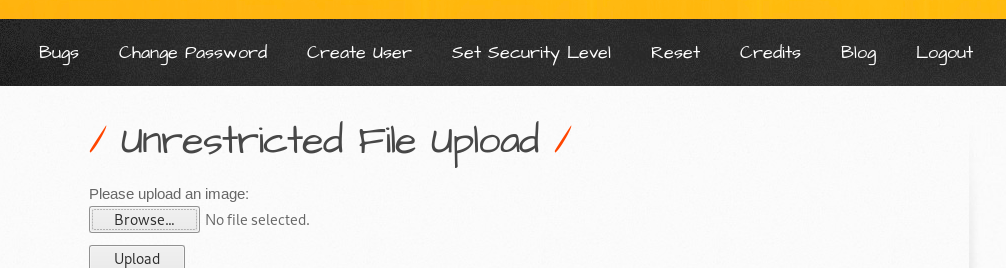 Bugs Change Password Create User Set Security Level Reset Credits Blog Logout
/ Unrestricted File Upload /
Please upload an image:
Browse... No file selected.
Upload